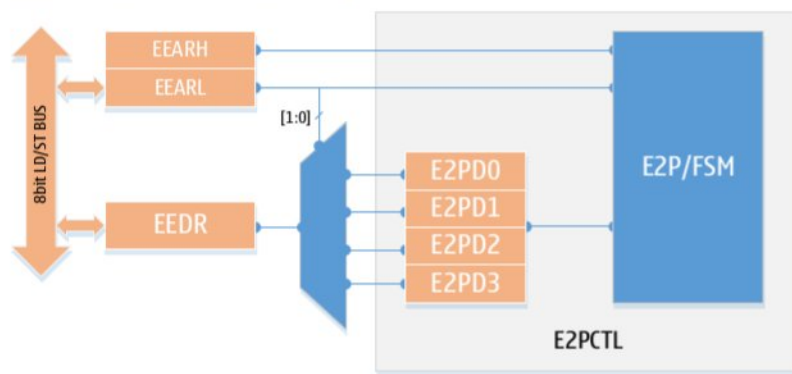 EEARH
EEARL
[1:0]
8bit LD/ST BUS
EEDR
E2PD0
E2PD1
E2PD2
E2PD3
E2P/FSM
E2PCTL